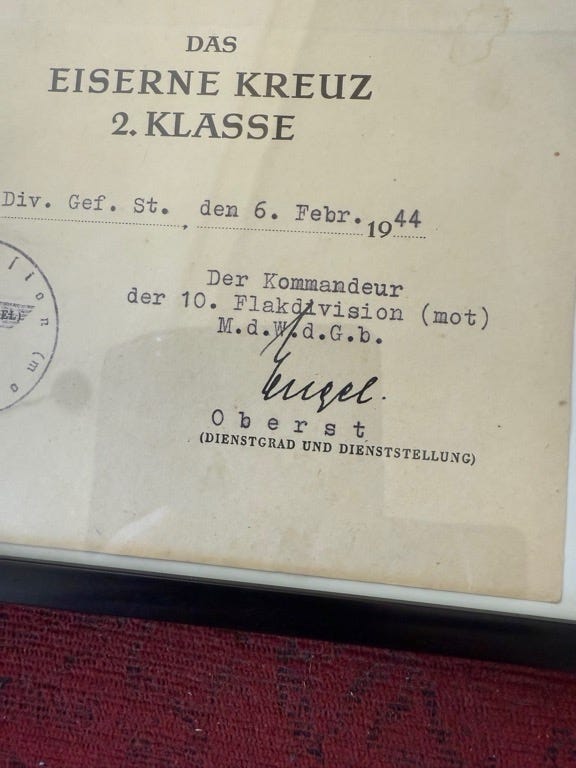 DAS
EISERNE KREUZ
2. KLASSE
Div. Gef. St. , den 6. Febr. 1944
Der Kommandeur
der 10. Flakdivision (mot)
M.d.W.d.G.b.
Engel.
Oberst
(DIENSTGRAD UND DIENSTSTELLUNG)